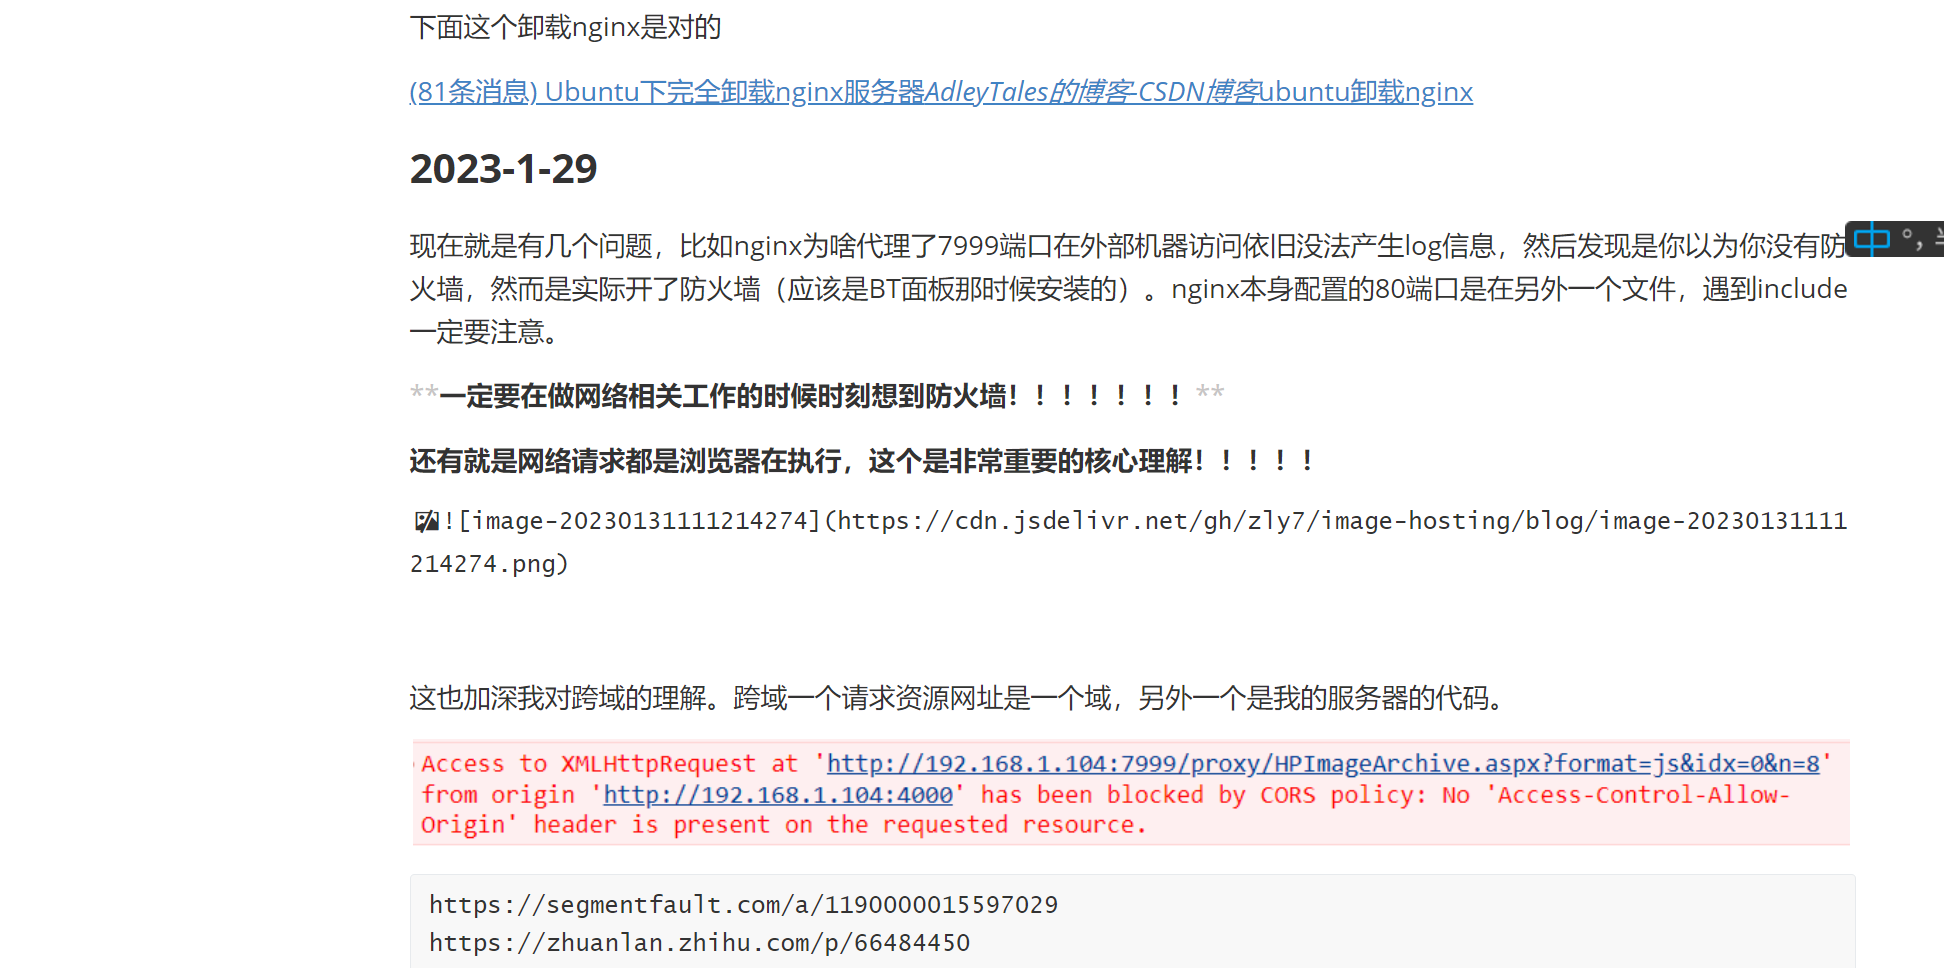 下面这个卸载nginx是对的
(81条消息) Ubuntu下完全卸载nginx服务器AdleyTales的博客-CSDN博客ubuntu卸载nginx
2023-1-29
现在就是有几个问题，比如nginx为啥代理了7999端口在外部机器访问依旧没法产生log信息，然后发现是你以为你没有防
火墙，然而是实际开了防火墙（应该是BT面板那时候安装的）。nginx本身配置的80端口是在另外一个文件，遇到include
一定要注意。
**一定要在做网络相关工作的时候时刻想到防火墙！！！！！！！**
还有就是网络请求都是浏览器在执行，这个是非常重要的核心理解！！！！！
![image-20230131111214274](https://cdn.jsdelivr.net/gh/zly7/image-hosting/blog/image-20230131111
214274.png)
这也加深我对跨域的理解。跨域一个请求资源网址是一个域，另外一个是我的服务器的代码。
Access to XMLHttpRequest at 'http://192.168.1.104:7999/proxy/HPImageArchive.aspx?format=js&idx=0&n=8'
from origin 'http://192.168.1.104:4000' has been blocked by CORS policy: No 'Access-Control-Allow-
Origin' header is present on the requested resource.
https://segmentfault.com/a/1190000015597029
https://zhuanlan.zhihu.com/p/66484450
中 °，